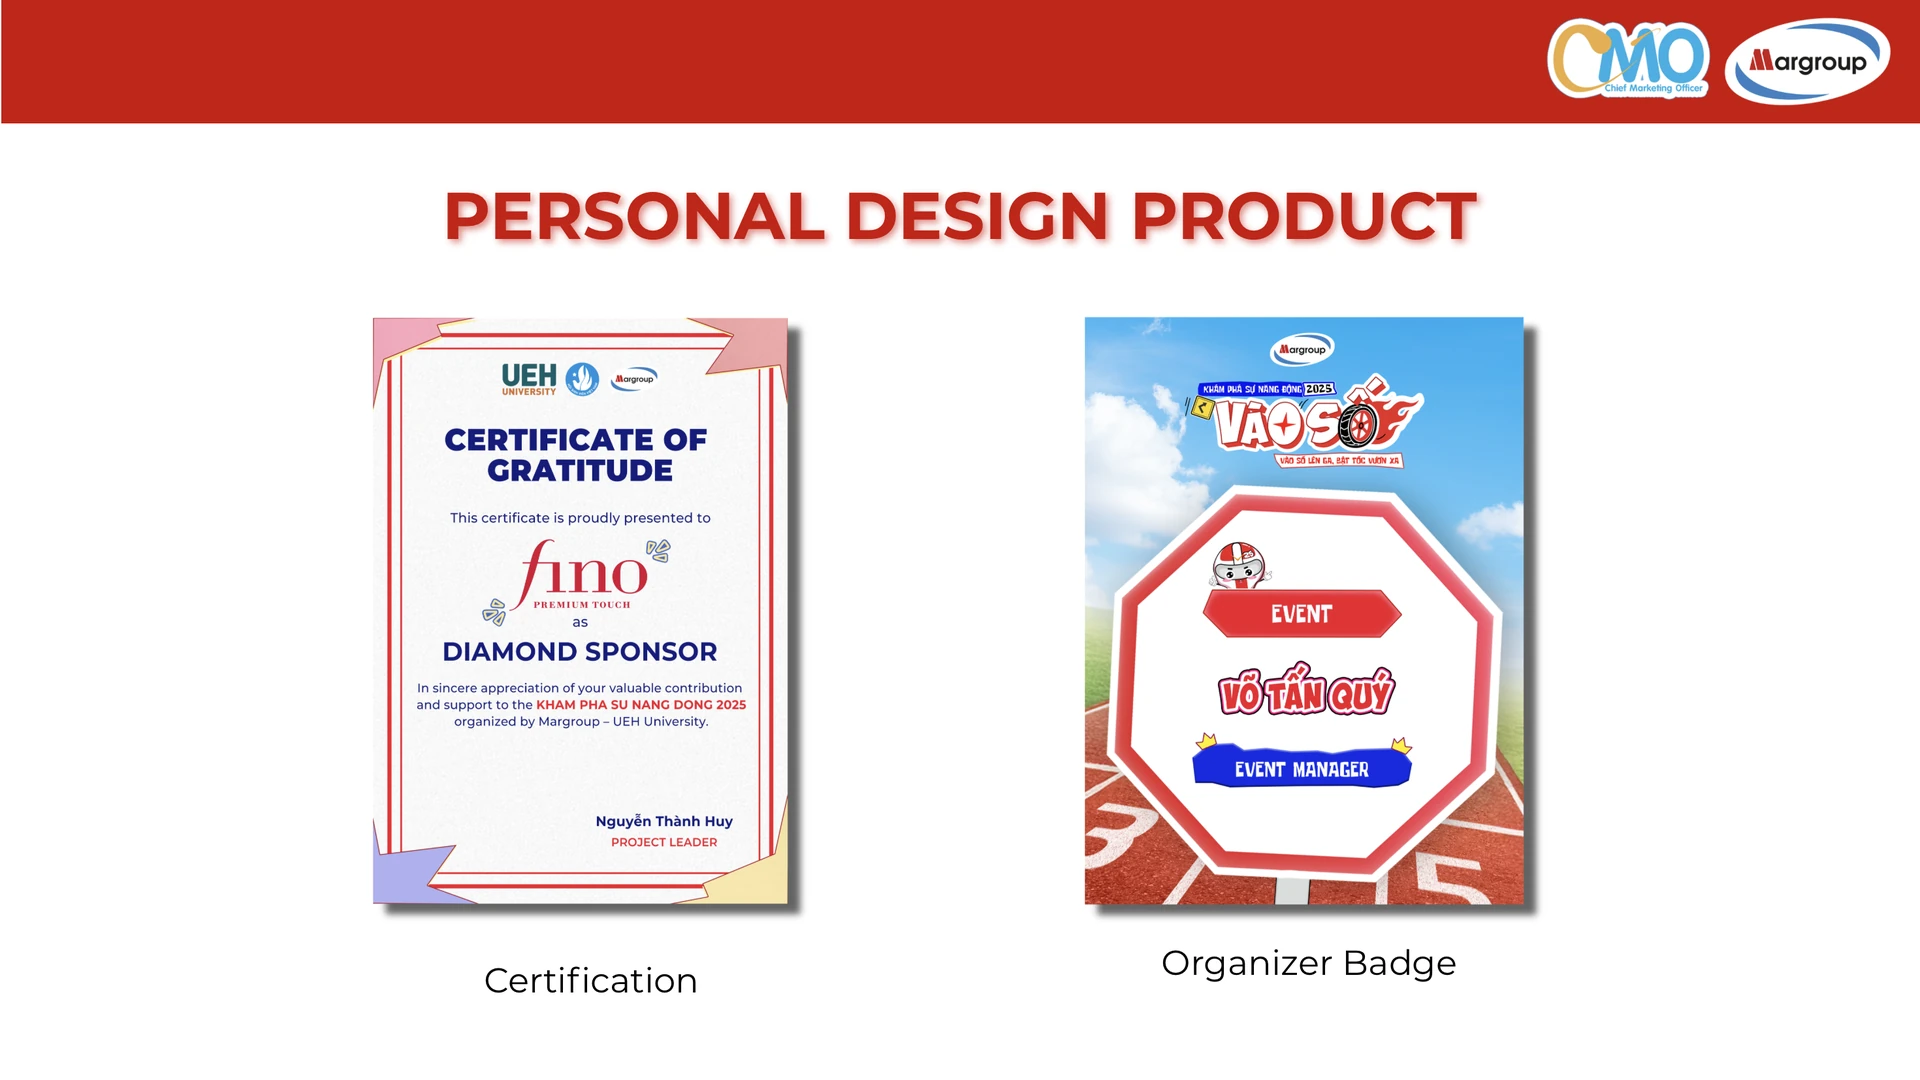 CMO
Chief Marketing Officer
Margroup
PERSONAL DESIGN PRODUCT
UEH
UNIVERSITY
Margroup
CERTIFICATE OF
GRATITUDE
This certificate is proudly presented to
fino
PREMIUM TOUCH
as
DIAMOND SPONSOR
In sincere appreciation of your valuable contribution
and support to the KHAM PHA SU NANG DONG 2025
organized by Margroup – UEH University.
Nguyễn Thành Huy
PROJECT LEADER
Certification
Margroup
KHÁM PHÁ SỰ NĂNG ĐỘNG 2025
VÀO SỐ
VÀO SỐ LÊN GA, BẬT TỐC VƯƠN XA
EVENT
VÕ TẤN QUÝ
EVENT MANAGER
3
5
Organizer Badge